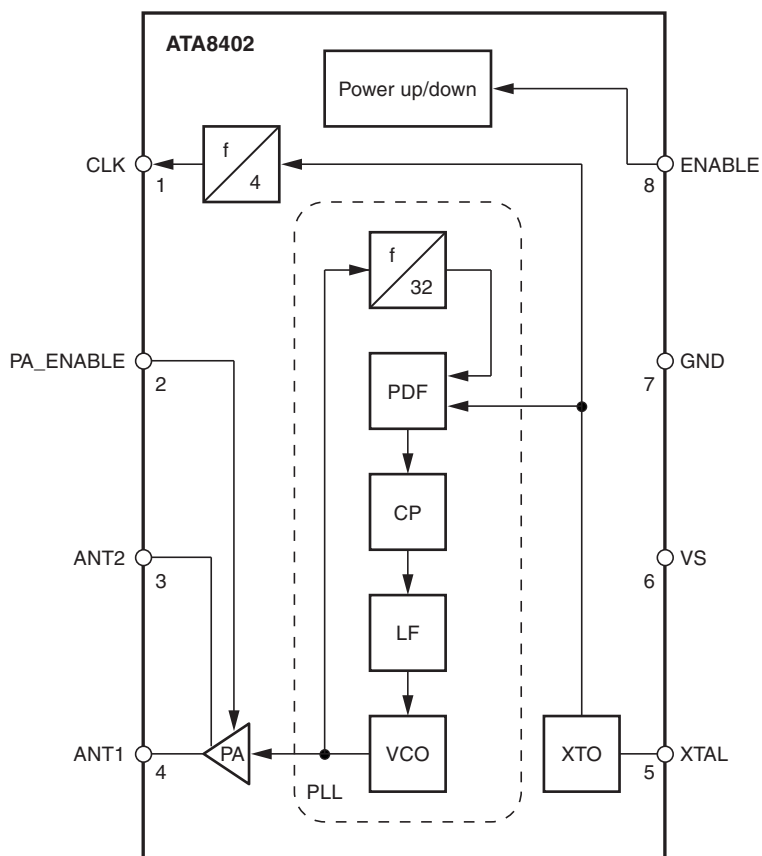 ATA8402
Power up/down
CLK
1
f
4
ENABLE
8
f
32
PA_ENABLE
2
GND
7
PDF
CP
ANT2
3
VS
6
LF
ANT1
4
PA
VCO
XTO
XTAL
5
PLL